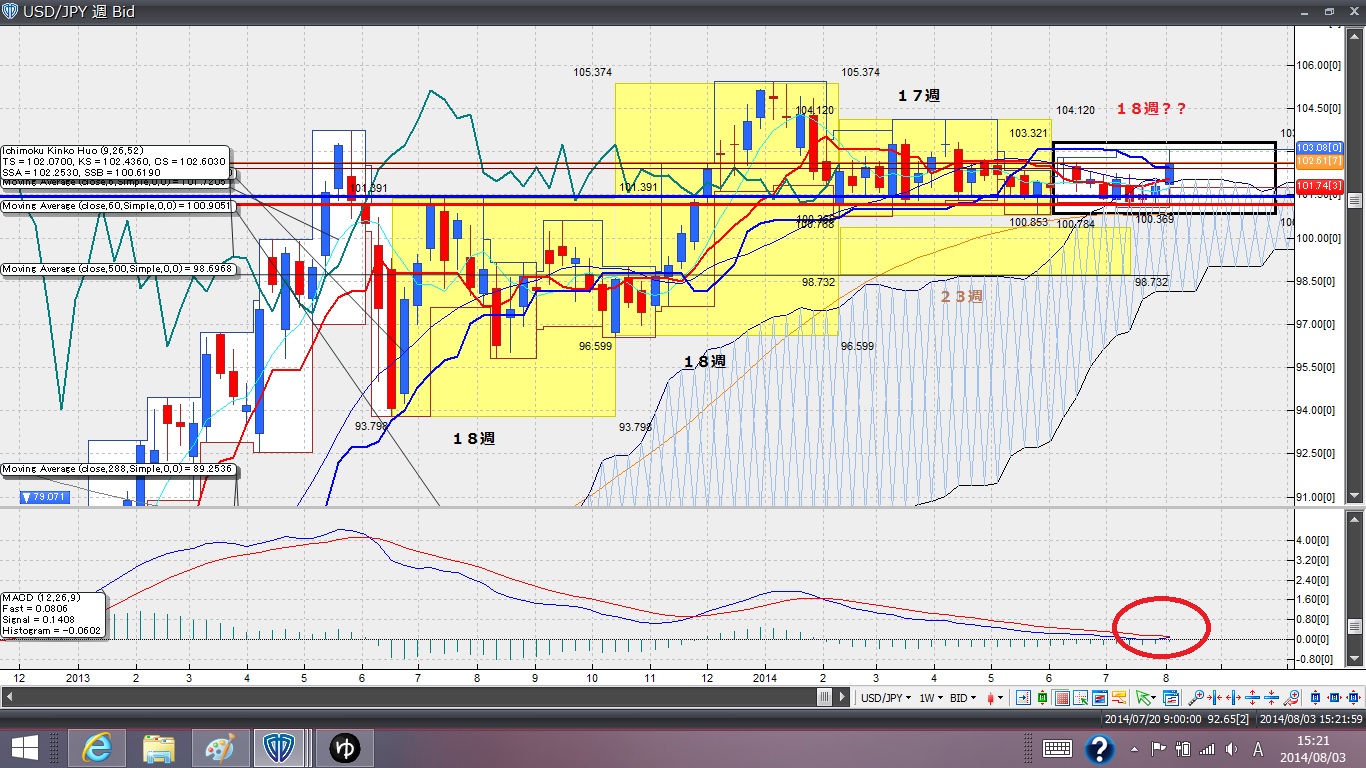 USD/JPY 週 Bid
105.374
105.374
１７週
104.120
104.120
１８週？？
103.321
106.00[0]
104.50[0]
103.08[0]
102.61[7]
101.74[3]
100.00[0]
98.50[0]
97.00[0]
95.50[0]
94.00[0]
92.50[0]
91.00[0]
Ichimoku Kinko Huo (9,26,52)
TS = 102.0700, KS = 102.4360, CS = 102.6030
SSA = 102.2530, SSB = 100.6190
Moving Average (close,60,Simple,0,0) = 100.9051
Moving Average (close,500,Simple,0,0) = 98.6968
Moving Average (close,288,Simple,0,0) = 89.2536
▼79.071
101.391
101.391
100.768
100.853
100.784
100.369
98.732
98.732
２３週
96.599
96.599
１８週
93.798
93.798
１８週
MACD (12,26,9)
Fast = 0.0806
Signal = 0.1408
Histogram = -0.0602
4.00[0]
3.20[0]
2.40[0]
1.60[0]
0.80[0]
0.00[0]
-0.80[0]
12 2013 2 3 4 5 6 7 8 9 10 11 12 2014 2 3 4 5 6 7 8
USD/JPY 1W BID
2014/07/20 9:00:00 92.65[2] 2014/08/03 15:21:59
ゆ
A
15:21
2014/08/03